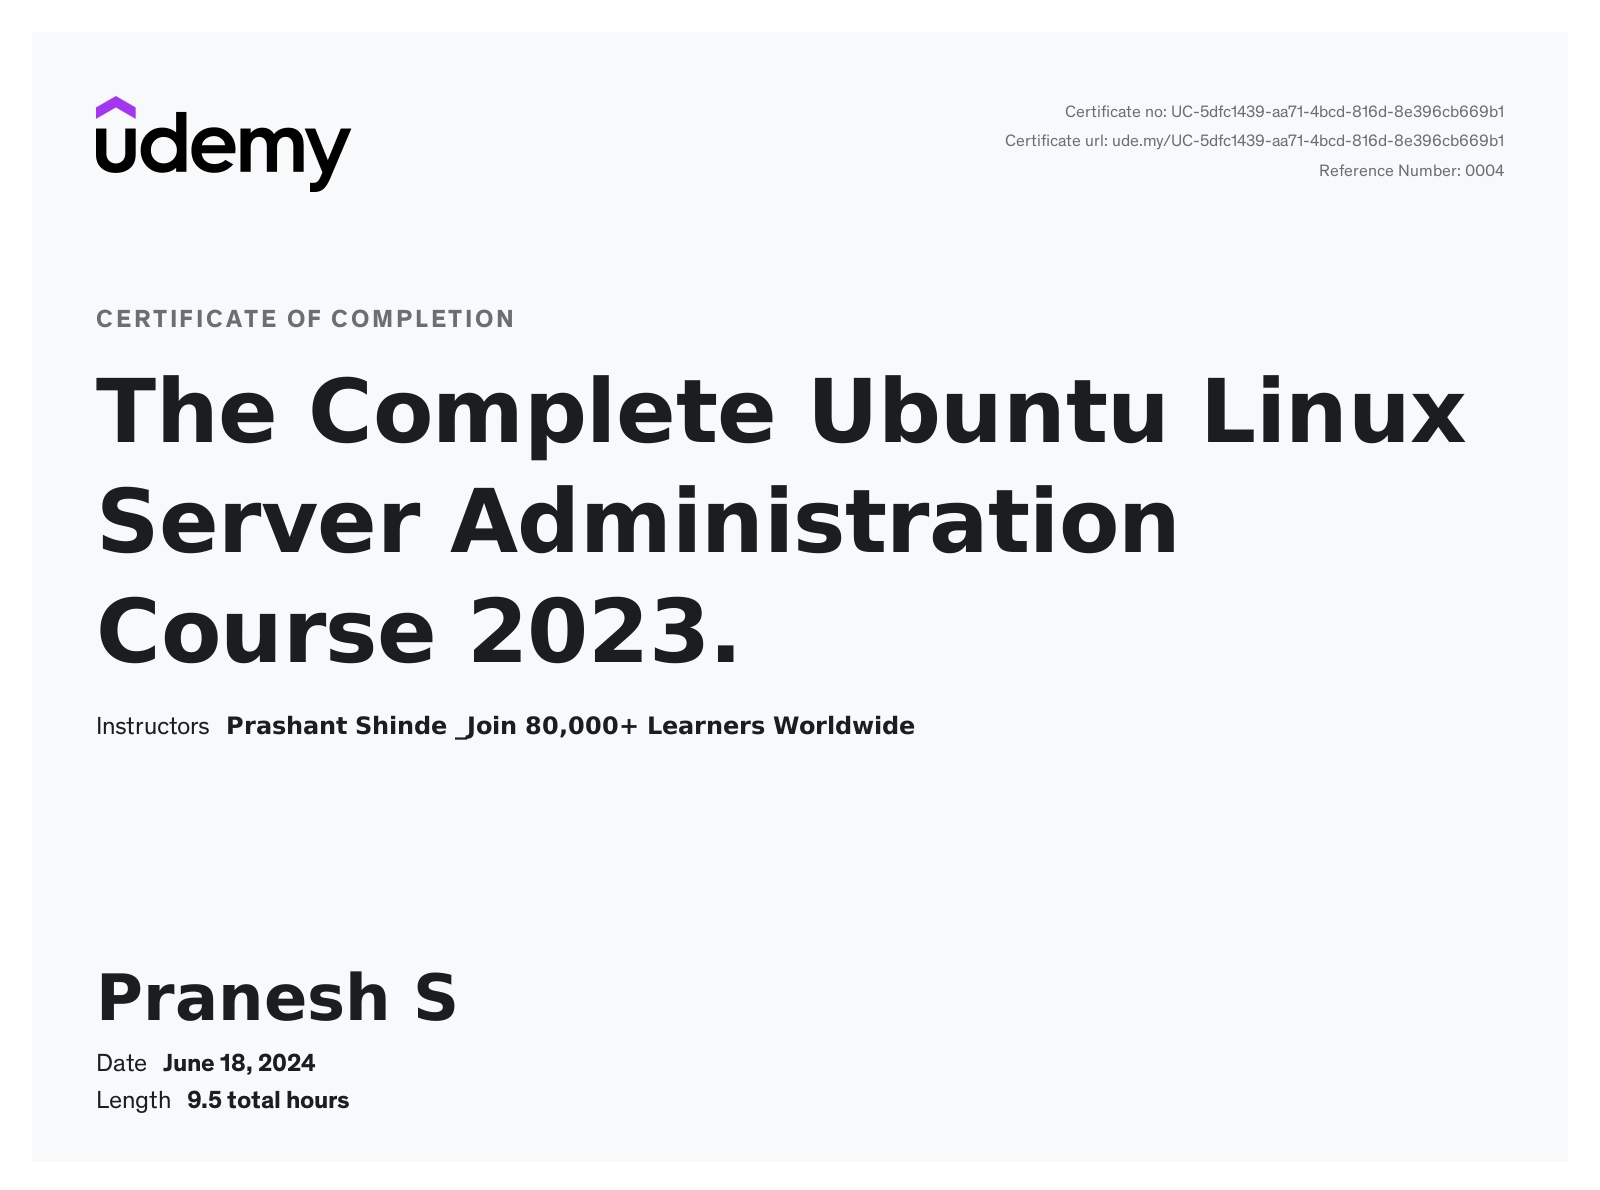 udemy
Certificate no: UC-5dfc1439-aa71-4bcd-816d-8e396cb669b1
Certificate url: ude.my/UC-5dfc1439-aa71-4bcd-816d-8e396cb669b1
Reference Number: 0004
CERTIFICATE OF COMPLETION
The Complete Ubuntu Linux
Server Administration
Course 2023.
Instructors Prashant Shinde _Join 80,000+ Learners Worldwide
Pranesh S
Date June 18, 2024
Length 9.5 total hours